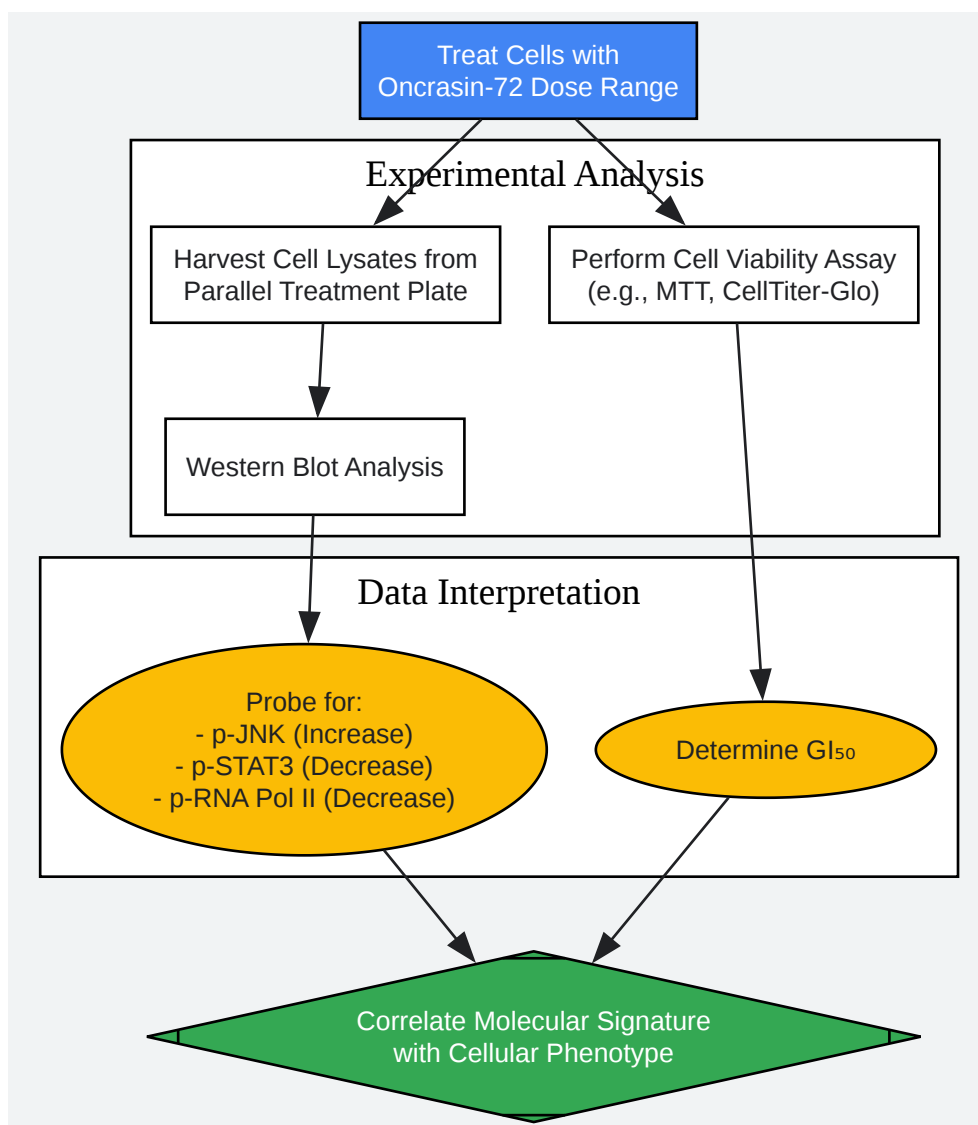 Treat Cells with
Oncrasin-72 Dose Range
Experimental Analysis
Harvest Cell Lysates from
Parallel Treatment Plate
Perform Cell Viability Assay
(e.g., MTT, CellTiter-Glo)
Western Blot Analysis
Data Interpretation
Probe for:
- p-JNK (Increase)
- p-STAT3 (Decrease)
- p-RNA Pol II (Decrease)
Determine GI₅₀
Correlate Molecular Signature
with Cellular Phenotype